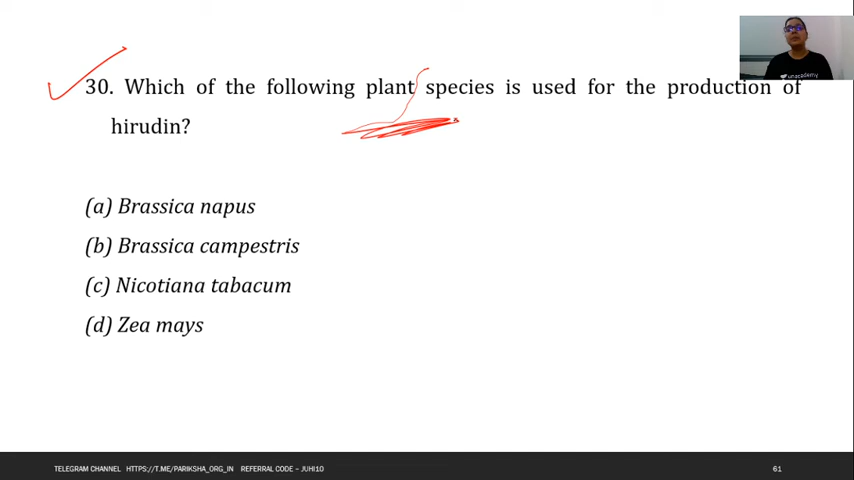 unacademy
30. Which of the following plant species is used for the production of
hirudin?
(a) Brassica napus
(b) Brassica campestris
(c) Nicotiana tabacum
(d) Zea mays
TELEGRAM CHANNEL HTTPS://T.ME/PARIKSHA_ORG_IN REFERRAL CODE – JUHI10
61